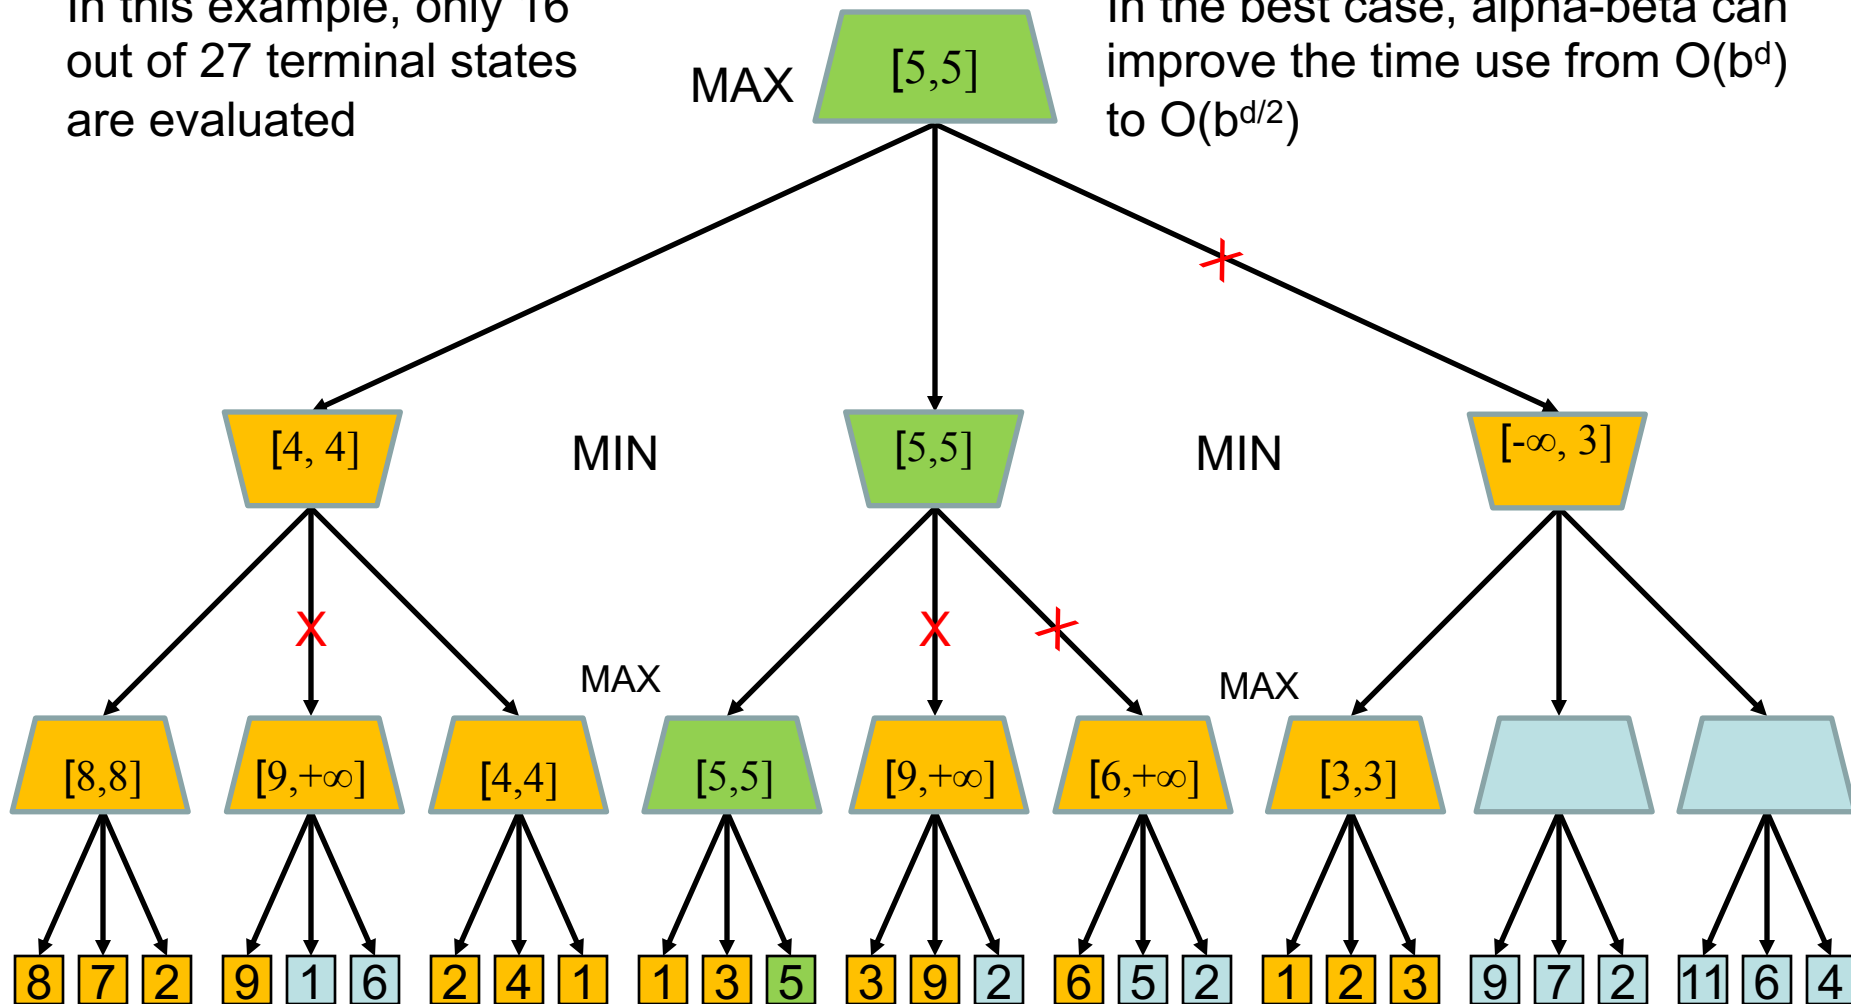 In this example, only 16
out of 27 terminal states
are evaluated
In the best case, alpha-beta can
improve the time use from O(b^d)
to O(b^{d/2})
MAX
[5,5]
[4, 4]
MIN
[5,5]
MIN
[-∞, 3]
X
X
X
X
MAX
MAX
[8,8]
[9,+∞]
[4,4]
[5,5]
[9,+∞]
[6,+∞]
[3,3]
8 7 2 9 1 6 2 4 1 1 3 5 3 9 2 6 5 2 1 2 3 9 7 2 11 6 4